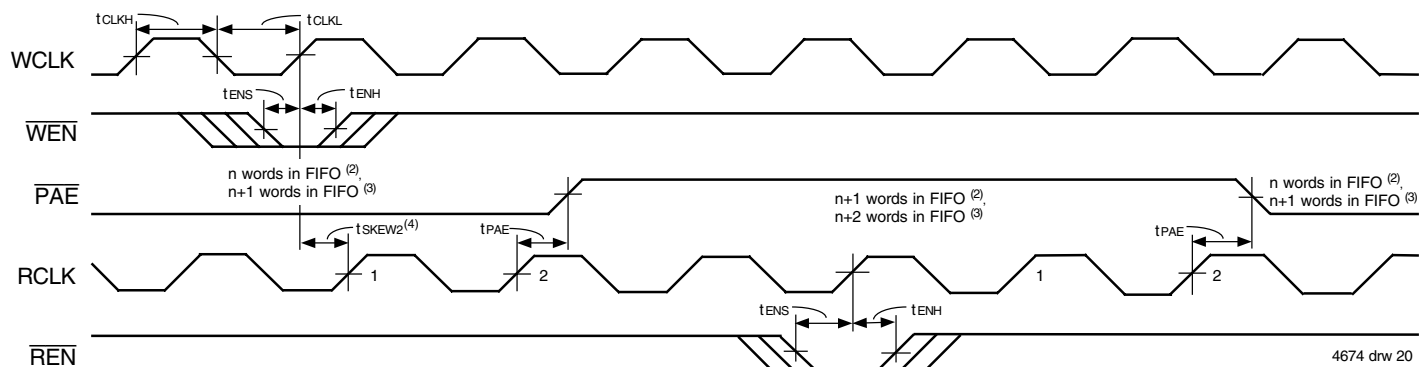 tCLKH
tCLKL
WCLK
tENS
tENH
WEN
n words in FIFO (2),
n+1 words in FIFO (3)
PAE
n+1 words in FIFO (2),
n+2 words in FIFO (3)
n words in FIFO (2),
n+1 words in FIFO (3)
tSKEW2(4)
tPAE
tPAE
RCLK
1
2
1
2
tENS
tENH
REN
4674 drw 20